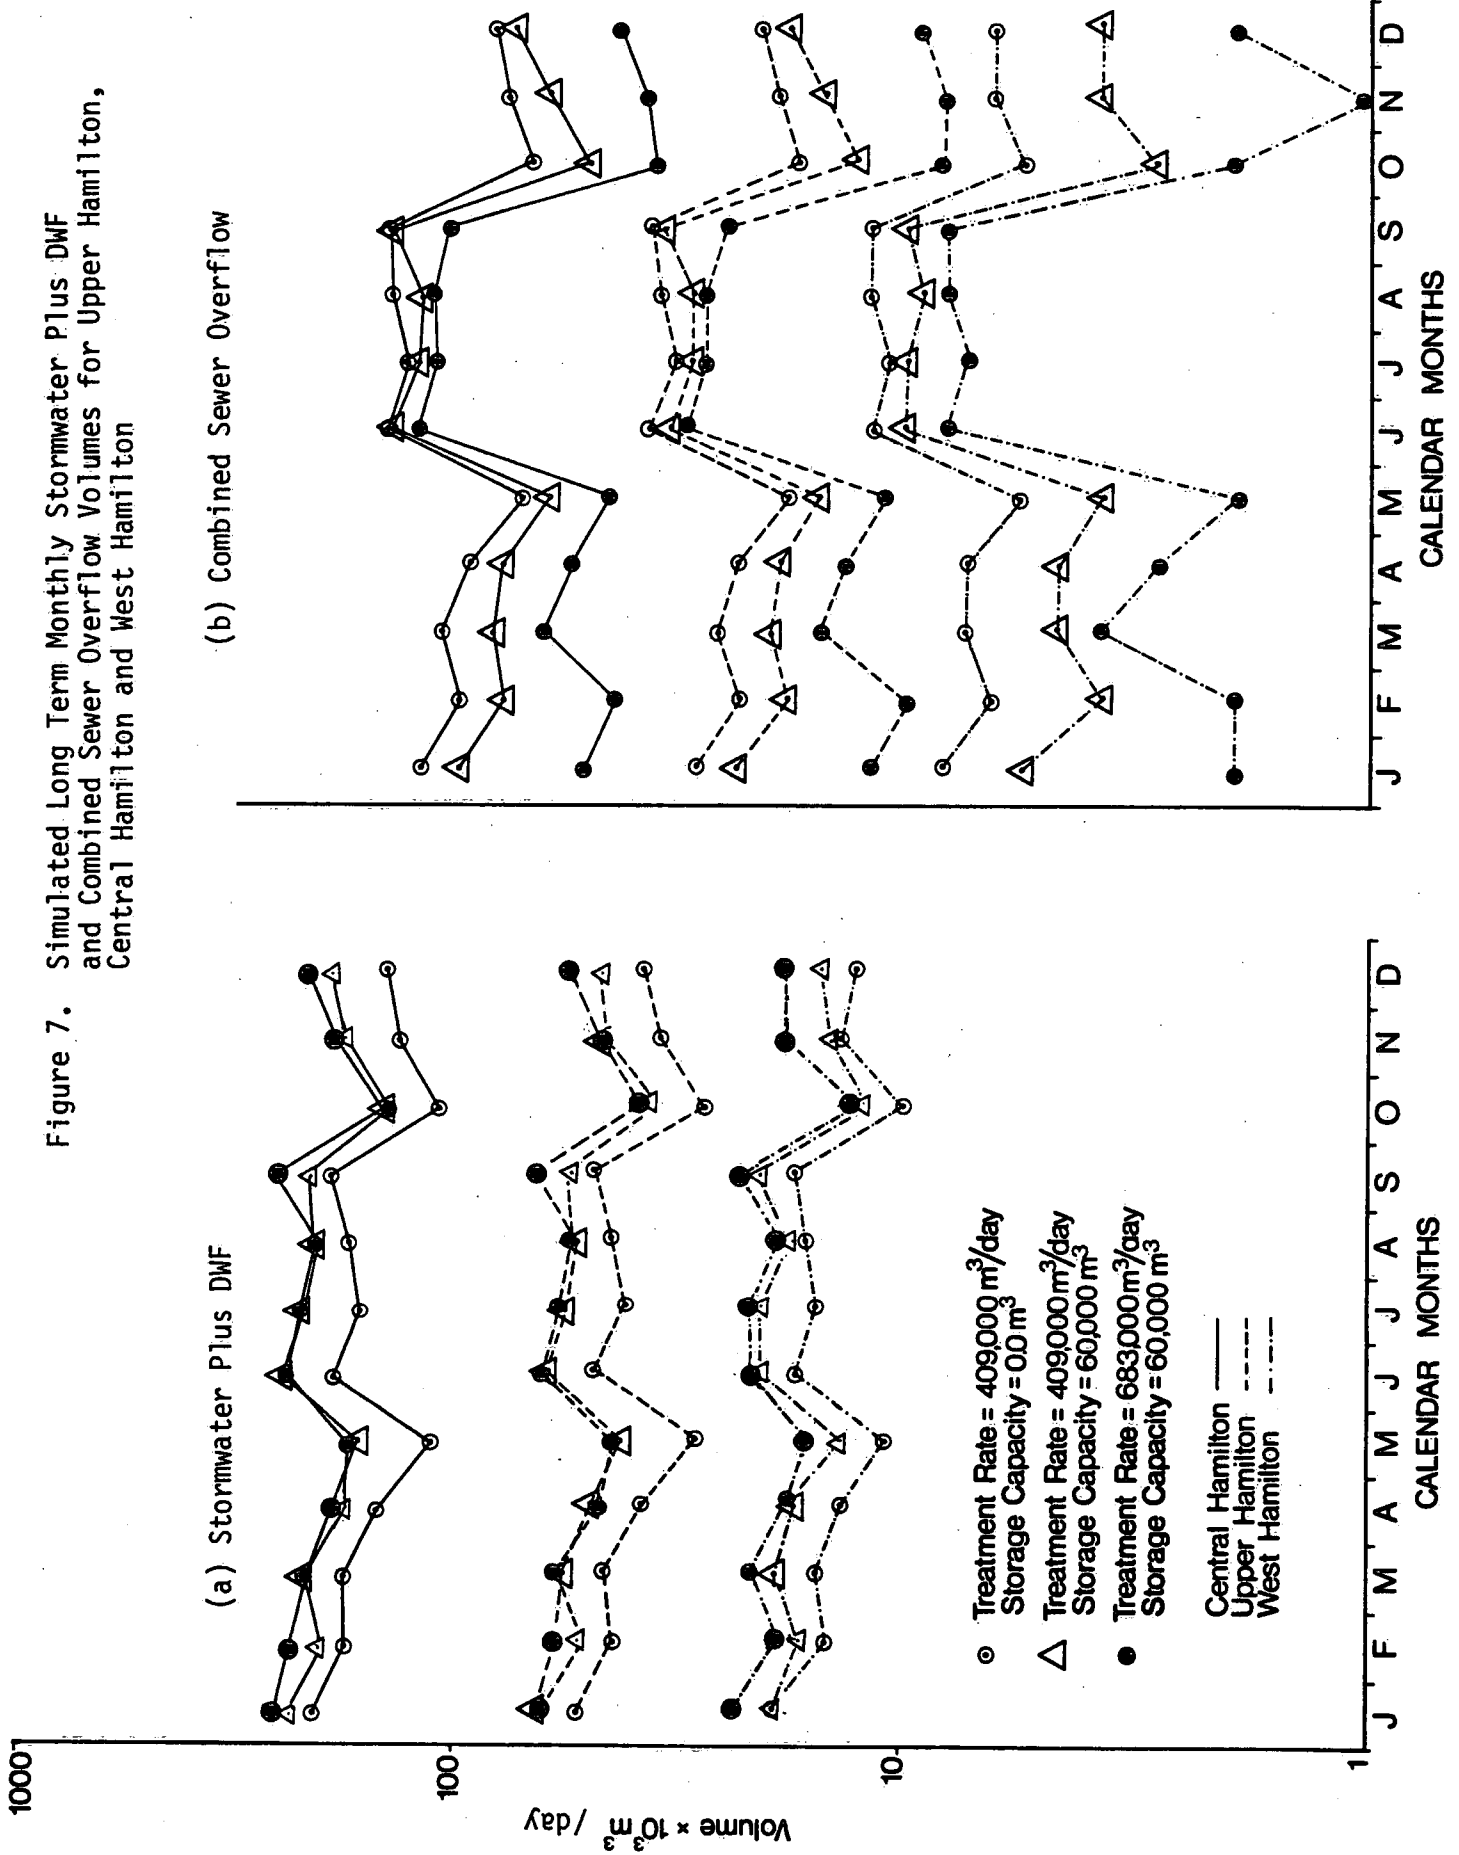 Figure 7. Simulated Long Term Monthly Stormwater Plus DWF
and Combined Sewer Overflow Volumes for Upper Hamilton,
Central Hamilton and West Hamilton
(a) Stormwater Plus DWF
(b) Combined Sewer Overflow
Volume × 10³ m³ /day
1000
100
10
1
Treatment Rate = 409,000 m³/day
Storage Capacity = 0.0 m³
Treatment Rate = 409,000 m³/day
Storage Capacity = 60,000 m³
Treatment Rate = 683,000 m³/day
Storage Capacity = 60,000 m³
Central Hamilton
Upper Hamilton
West Hamilton
J F M A M J J A S O N D
CALENDAR MONTHS
J F M A M J J A S O N D
CALENDAR MONTHS